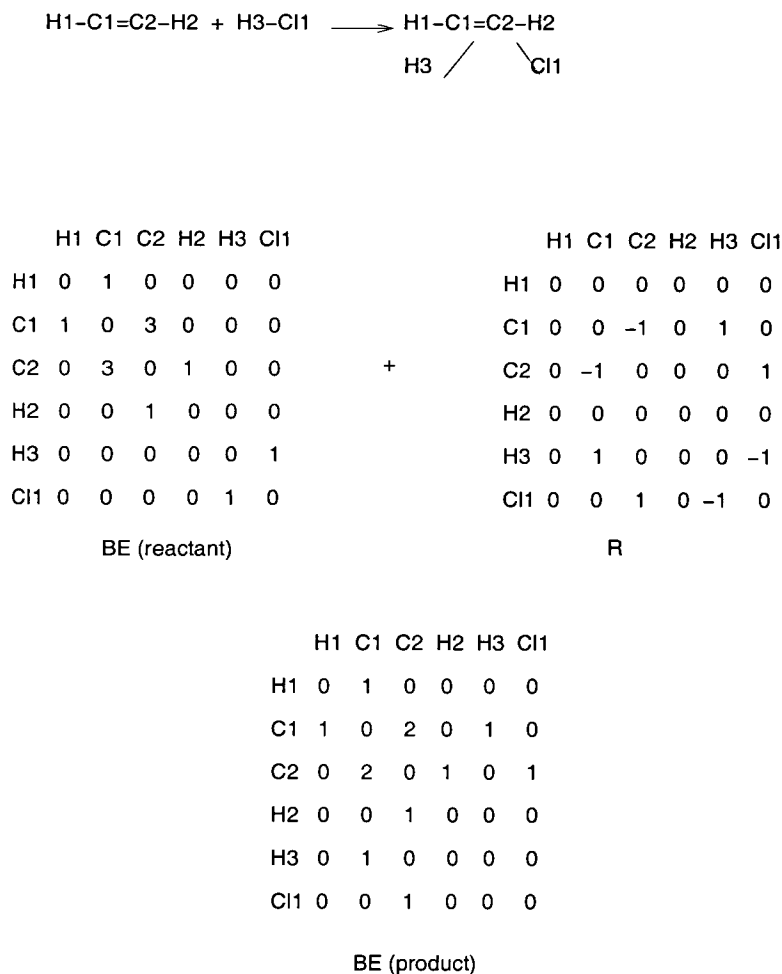 H1-C1=C2-H2 + H3-Cl1 ⟶ H1-C1=C2-H2
H3 Cl1
H1 C1 C2 H2 H3 Cl1
H1 0 1 0 0 0 0
C1 1 0 3 0 0 0
C2 0 3 0 1 0 0
H2 0 0 1 0 0 0
H3 0 0 0 0 0 1
Cl1 0 0 0 0 1 0
BE (reactant)
+
H1 C1 C2 H2 H3 Cl1
H1 0 0 0 0 0 0
C1 0 0 -1 0 1 0
C2 0 -1 0 0 0 1
H2 0 0 0 0 0 0
H3 0 1 0 0 0 -1
Cl1 0 0 1 0 -1 0
R
H1 C1 C2 H2 H3 Cl1
H1 0 1 0 0 0 0
C1 1 0 2 0 1 0
C2 0 2 0 1 0 1
H2 0 0 1 0 0 0
H3 0 1 0 0 0 0
Cl1 0 0 1 0 0 0
BE (product)